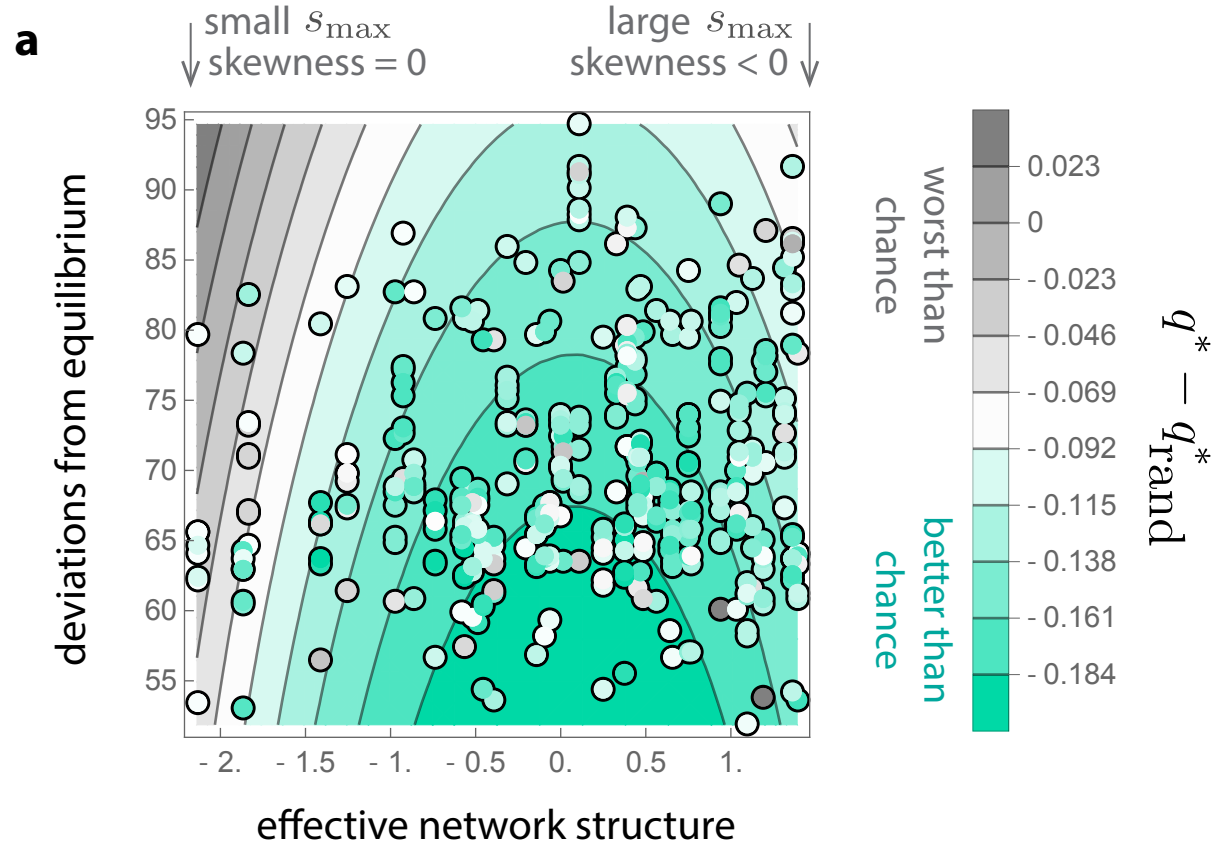 a
small s_max
skewness = 0
large s_max
skewness < 0
95
90
85
80
75
70
65
60
55
deviations from equilibrium
- 2.
- 1.5
- 1.
- 0.5
0.
0.5
1.
effective network structure
worst than
chance
better than
chance
0.023
0
- 0.023
- 0.046
- 0.069
- 0.092
- 0.115
- 0.138
- 0.161
- 0.184
q* − q*rand